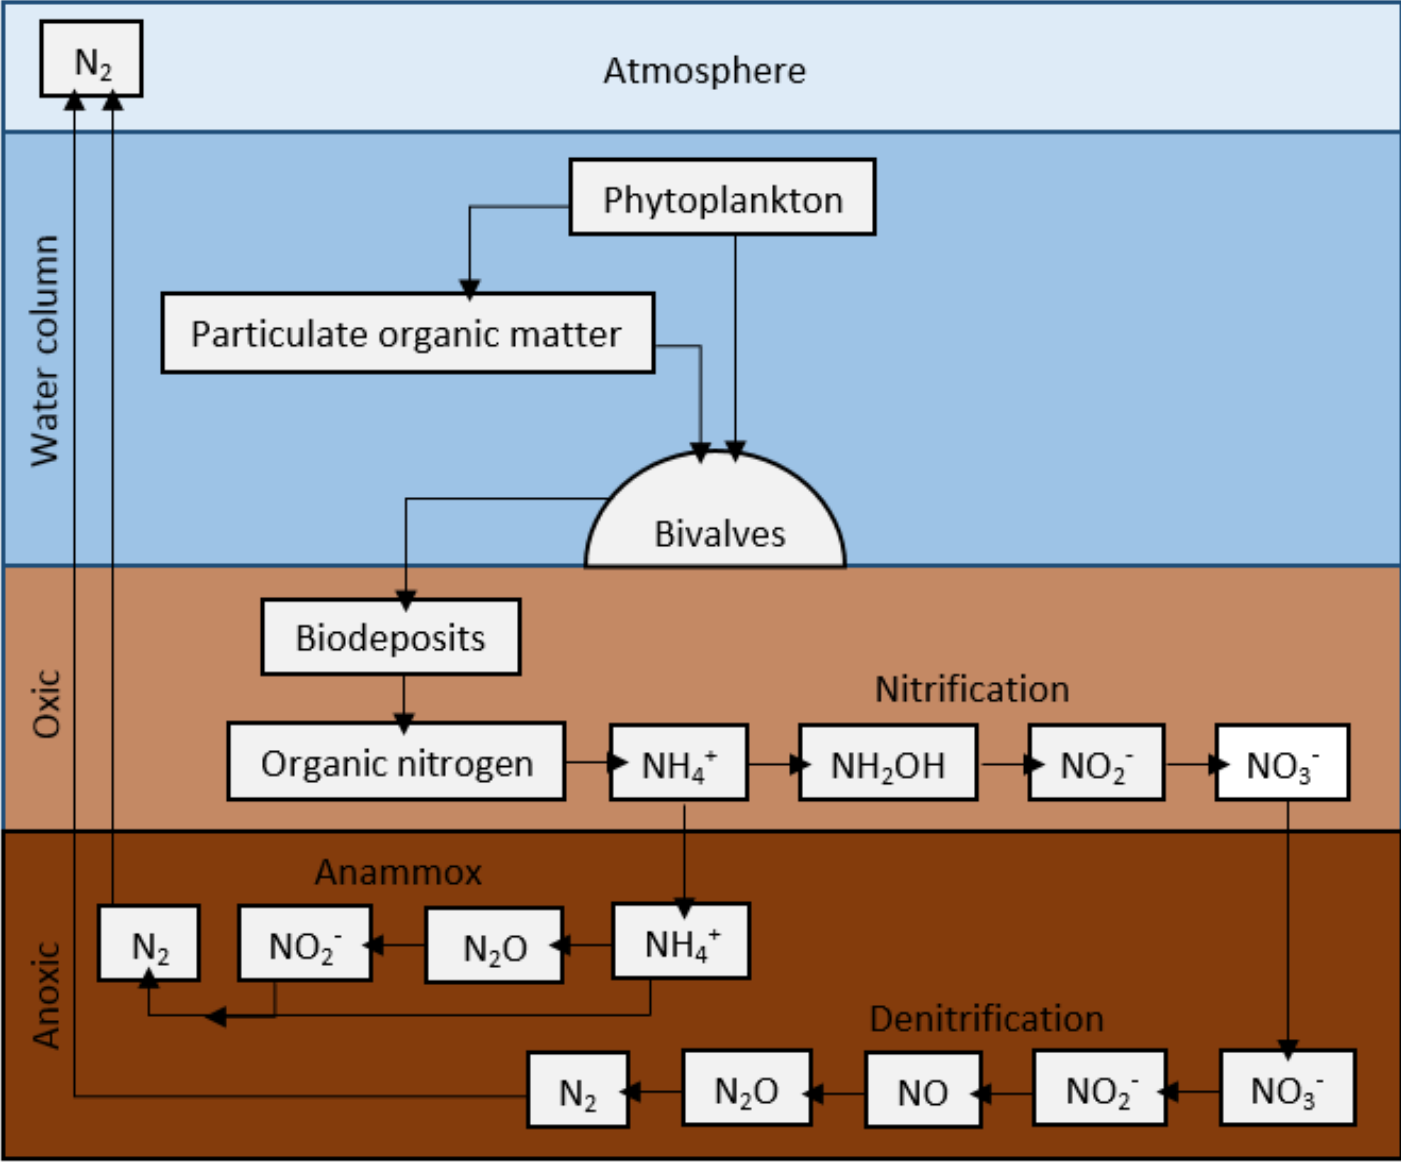 N₂
Atmosphere
Water column
Phytoplankton
Particulate organic matter
Bivalves
Oxic
Biodeposits
Nitrification
Organic nitrogen
NH₄⁺
NH₂OH
NO₂⁻
NO₃⁻
Anoxic
Anammox
N₂
NO₂⁻
N₂O
NH₄⁺
Denitrification
N₂
N₂O
NO
NO₂⁻
NO₃⁻